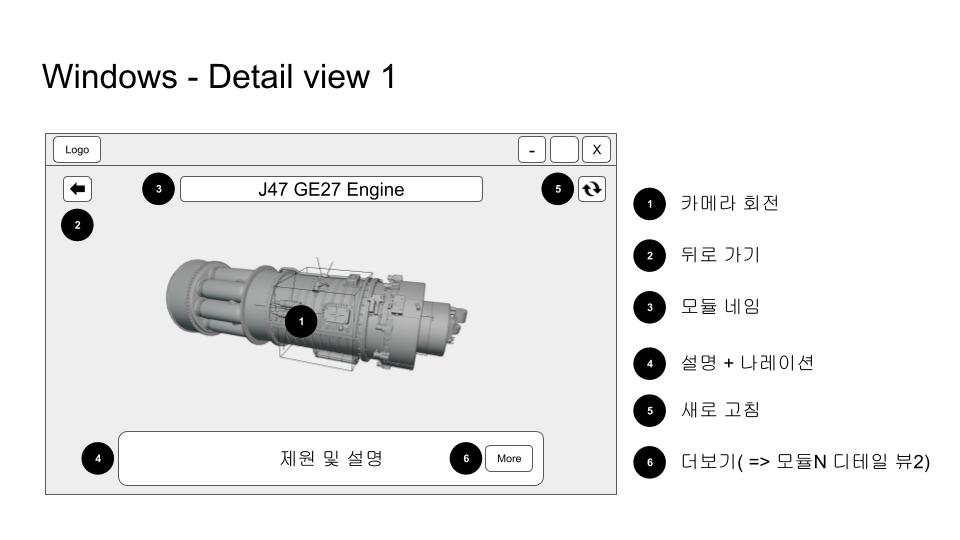 Windows - Detail view 1
Logo
-
X
3
J47 GE27 Engine
5
2
1
4
제원 및 설명
6
More
1 카메라 회전
2 뒤로 가기
3 모듈 네임
4 설명 + 나레이션
5 새로 고침
6 더보기( => 모듈N 디테일 뷰2)